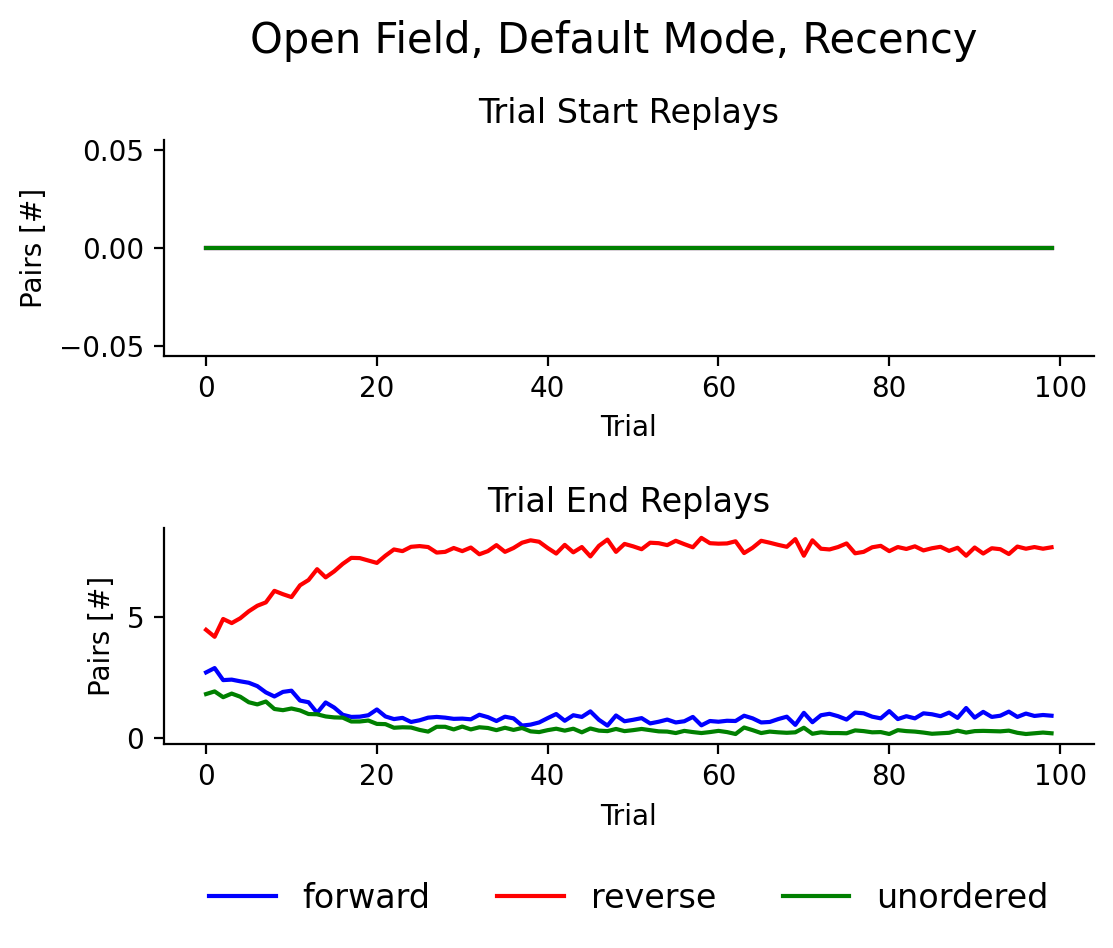 Open Field, Default Mode, Recency
Trial Start Replays
Pairs [#]
0.05
0.00
−0.05
0 20 40 60 80 100
Trial
Trial End Replays
Pairs [#]
5
0
0 20 40 60 80 100
Trial
forward reverse unordered